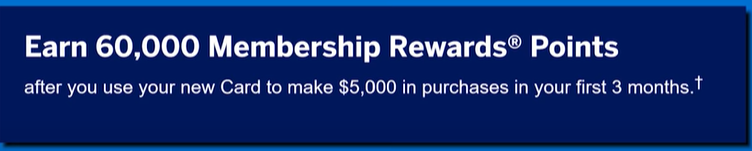 Earn 60,000 Membership Rewards® Points
after you use your new Card to make $5,000 in purchases in your first 3 months.†